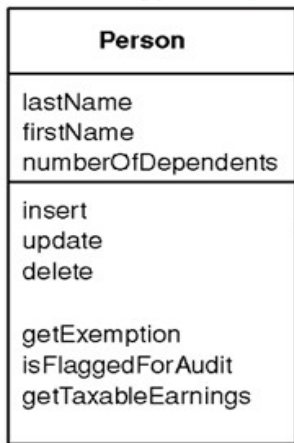 Person
lastName
firstName
numberOfDependents
insert
update
delete
getExemption
isFlaggedForAudit
getTaxableEarnings